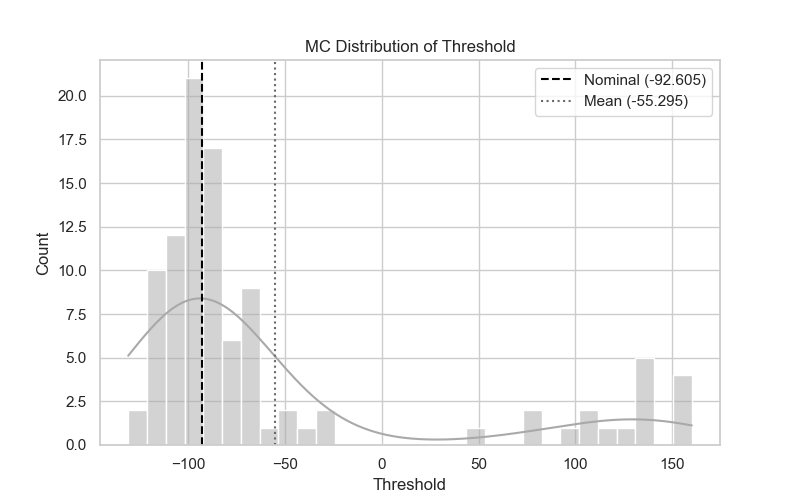 MC Distribution of Threshold
Nominal (-92.605)
Mean (-55.295)
Count
20.0
17.5
15.0
12.5
10.0
7.5
5.0
2.5
0.0
−100 −50 0 50 100 150
Threshold